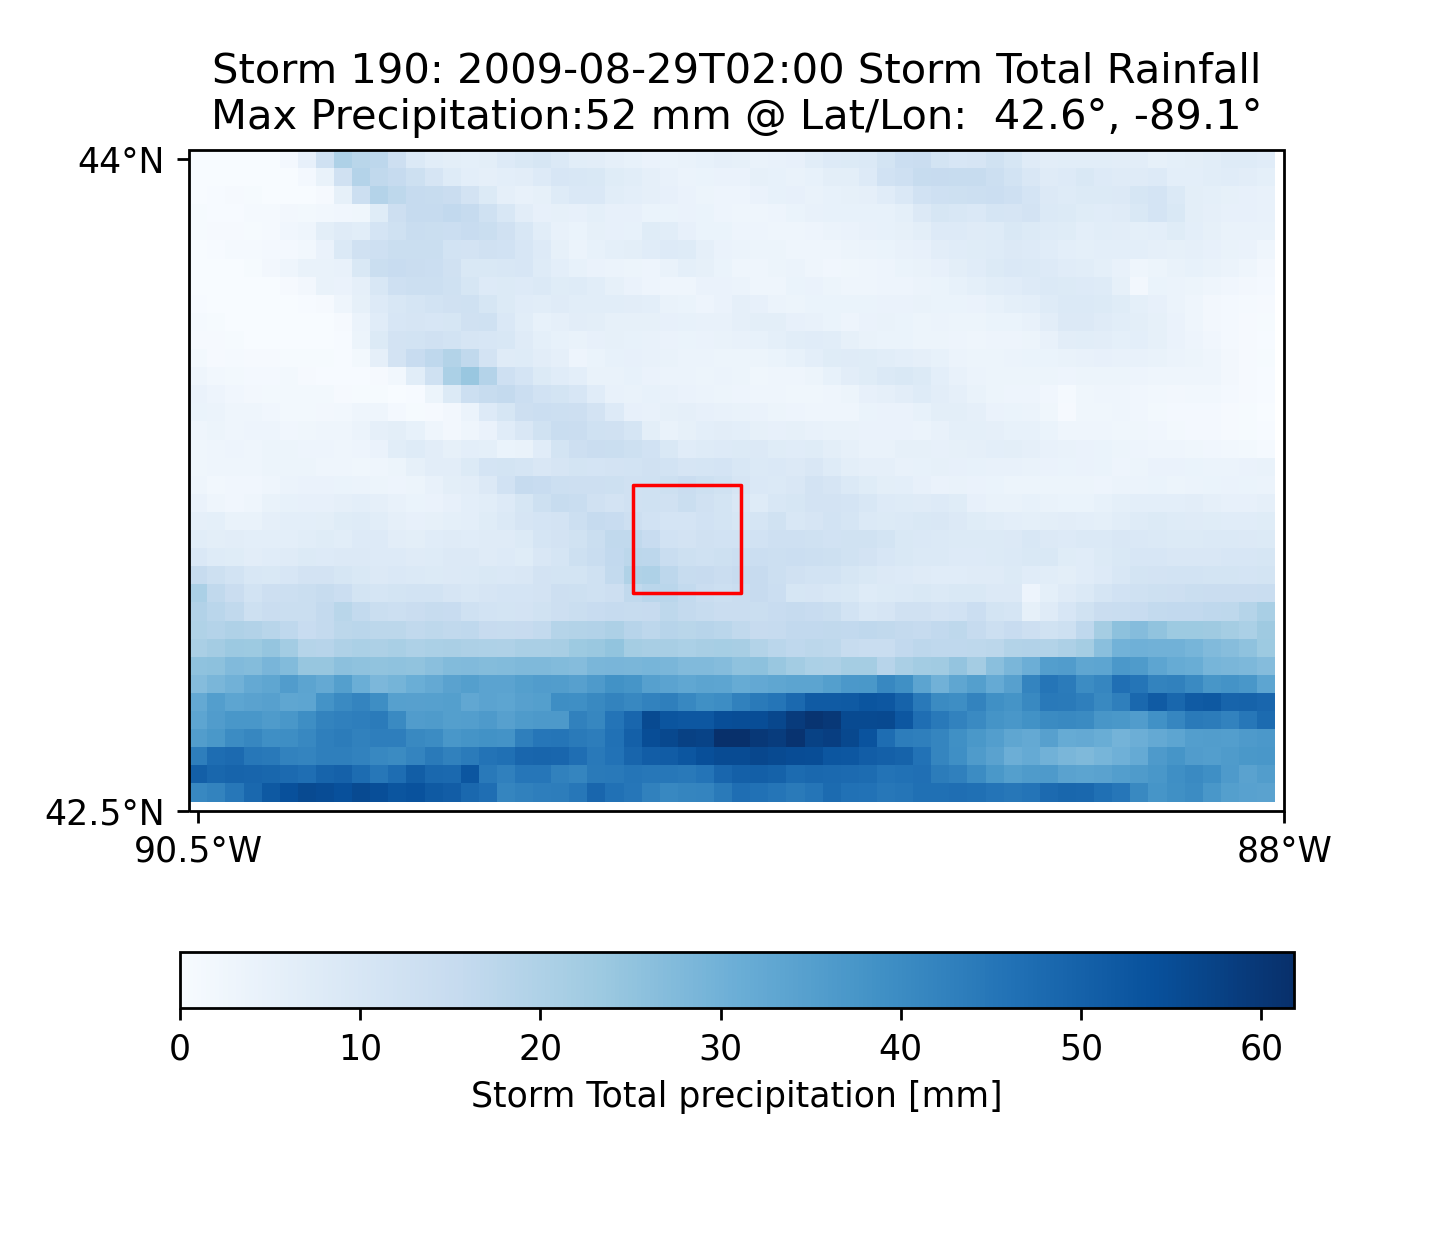 Storm 190: 2009-08-29T02:00 Storm Total Rainfall
Max Precipitation:52 mm @ Lat/Lon:  42.6°, -89.1°
44°N
42.5°N
90.5°W
88°W
0
10
20
30
40
50
60
Storm Total precipitation [mm]